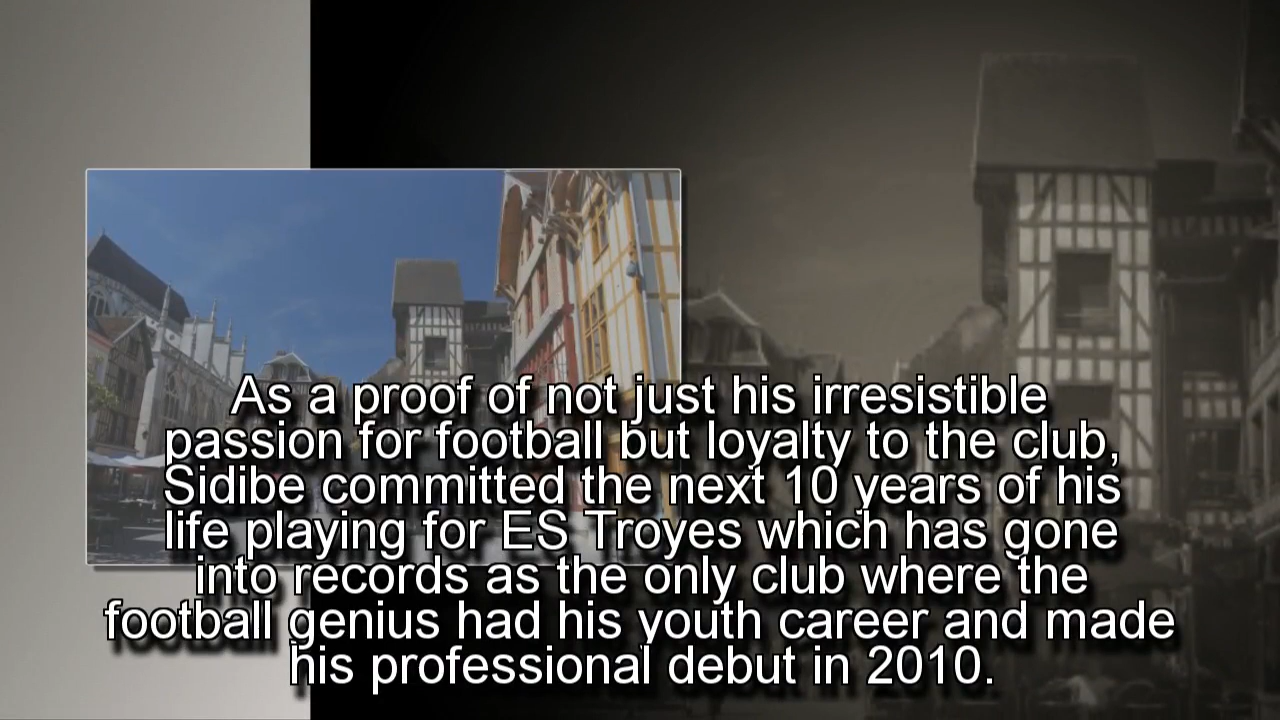 As a proof of not just his irresistible
passion for football but loyalty to the club,
Sidibe committed the next 10 years of his
life playing for ES Troyes which has gone
into records as the only club where the
football genius had his youth career and made
his professional debut in 2010.